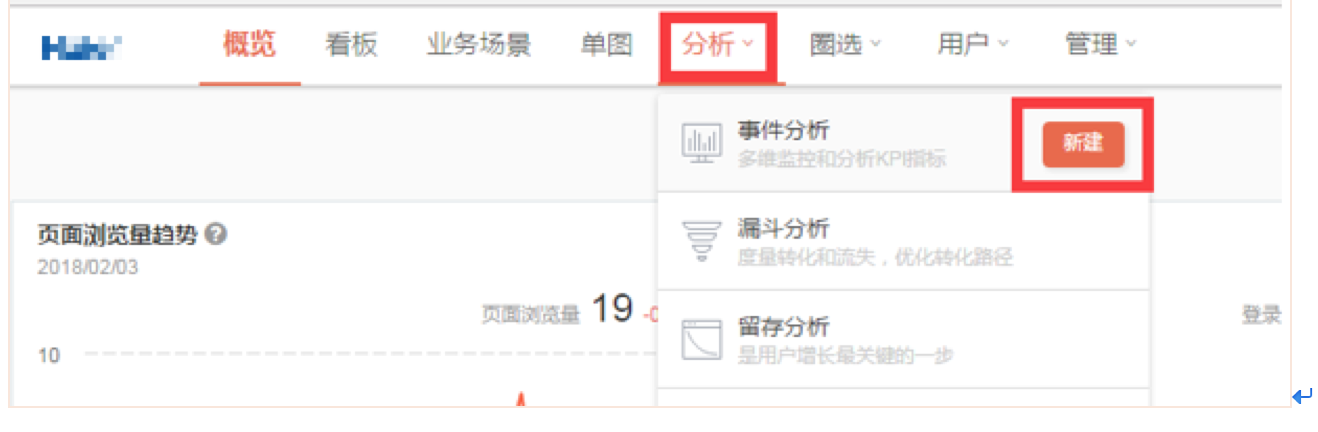 概览 看板 业务场景 单图 分析 圈选 用户 管理
事件分析
多维监控和分析KPI指标
新建
漏斗分析
度量转化和流失，优化转化路径
留存分析
是用户增长最关键的一步
页面浏览量趋势
2018/02/03
页面浏览量 19
登录
10